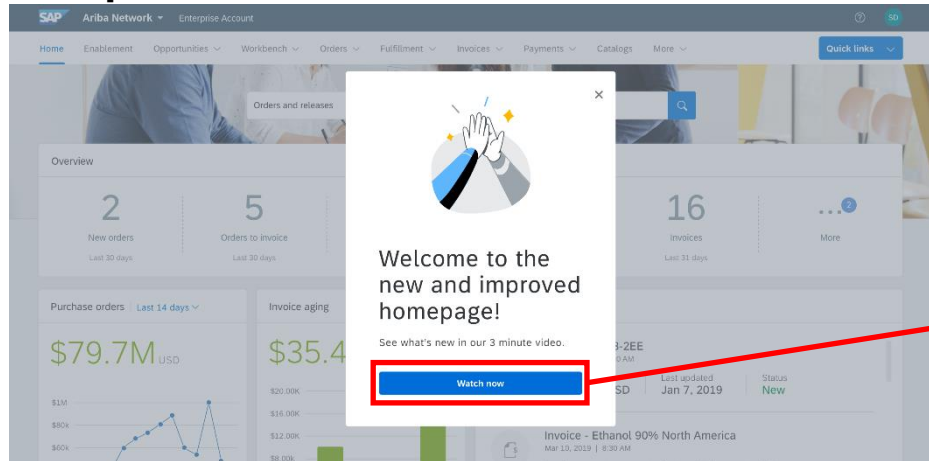 SAP Ariba Network Enterprise Account SD
Home Enablement Opportunities Workbench Orders Fulfillment Invoices Payments Catalogs More Quick links
Orders and releases
Overview
2 5 16 ... 2
New orders Orders to invoice Invoices More
Last 30 days Last 30 days Last 31 days
Welcome to the
new and improved
homepage!
See what's new in our 3 minute video.
Watch now
Purchase orders Last 14 days Invoice aging
$79.7M USD $35.4
-2EE
AM
Last updated Status
SD Jan 7, 2019 New
$1M
$80k
$60k
$20.00K
$16.00K
$12.00K
$8.00k
Invoice - Ethanol 90% North America
Mar 10, 2019 | 8:30 AM